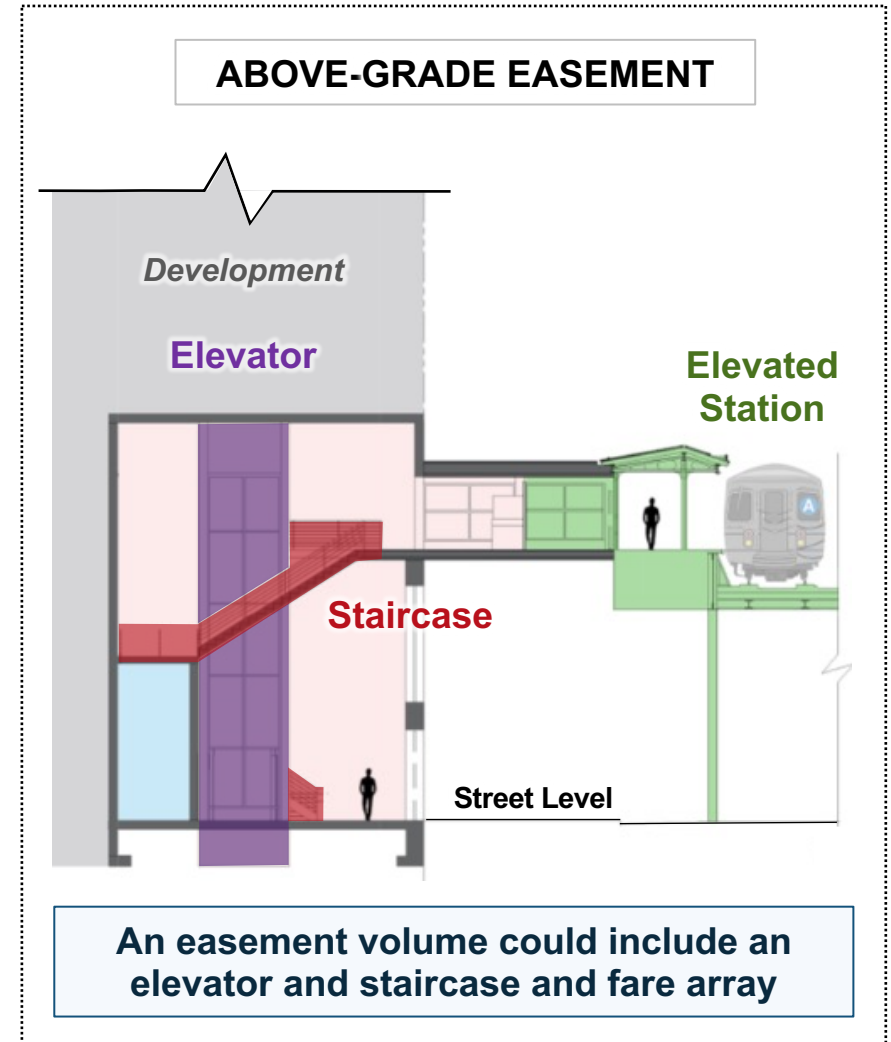 ABOVE-GRADE EASEMENT
Development
Elevator
Elevated
Station
A
Staircase
Street Level
An easement volume could include an
elevator and staircase and fare array